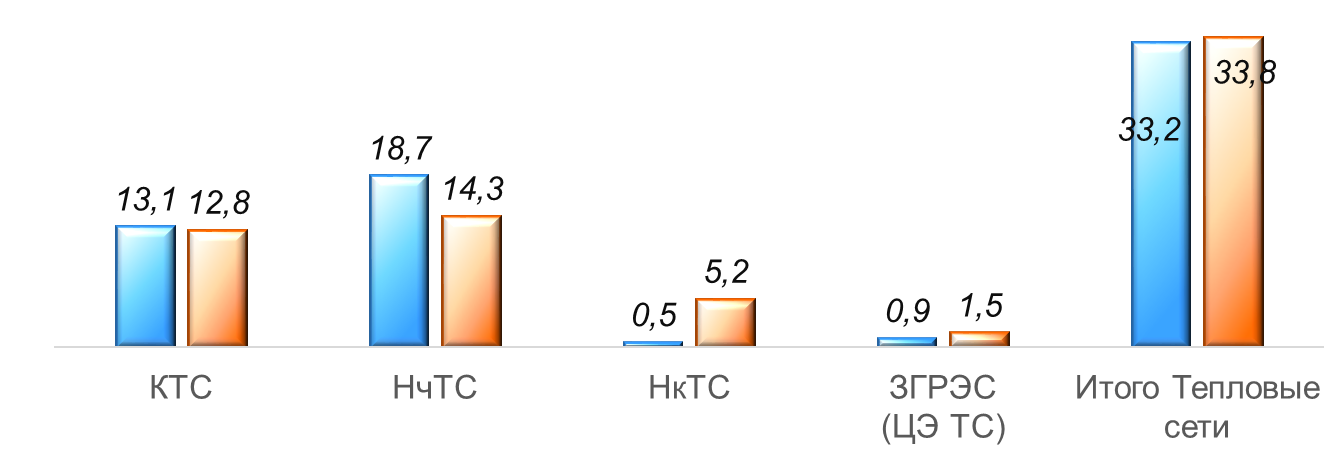 13,1
12,8
18,7
14,3
0,5
5,2
0,9
1,5
33,2
33,8
КТС
НчТС
НкТС
ЗГРЭС
(ЦЭ ТС)
Итого Тепловые
сети